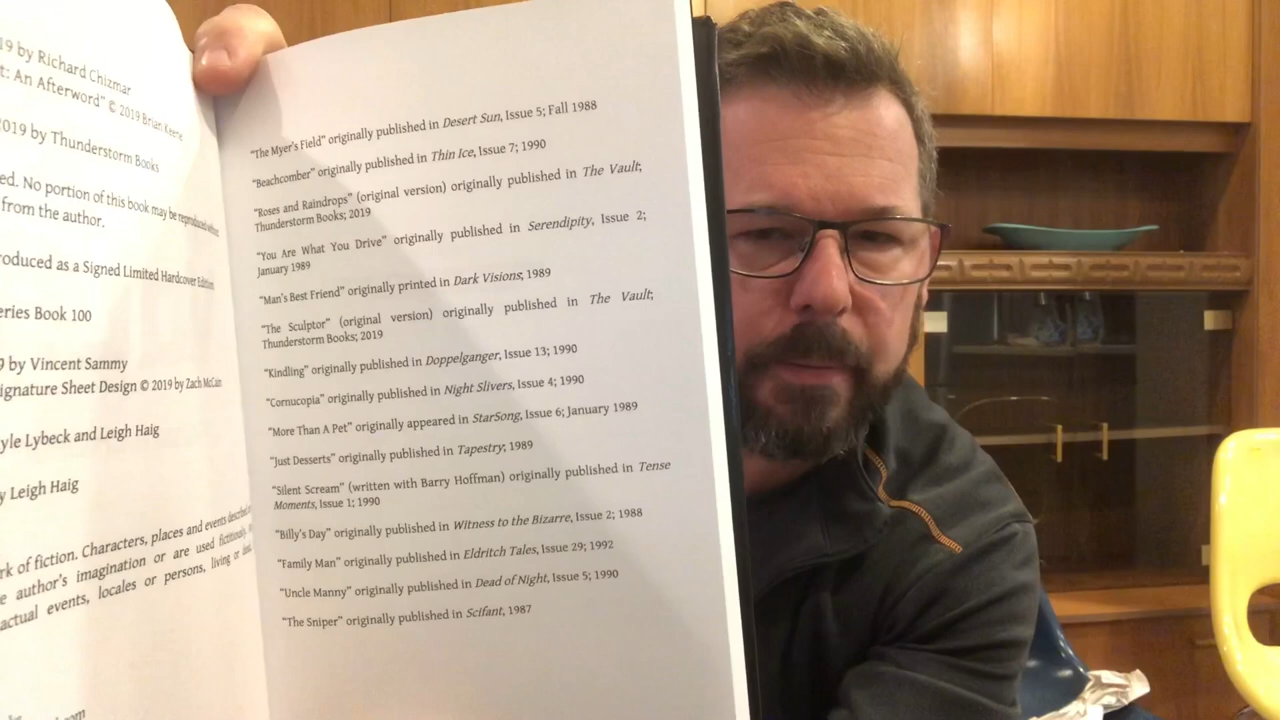 19 by Richard Chizmar
t: An Afterword" © 2019 Brian Keene
2019 by Thunderstorm Books
ed. No portion of this book may be reproduced without
from the author.
roduced as a Signed Limited Hardcover Edition
eries Book 100
9 by Vincent Sammy
ignature Sheet Design © 2019 by Zach McCain
yle Lybeck and Leigh Haig
y Leigh Haig
rk of fiction. Characters, places and events described
e author's imagination or are used fictitiously.
actual events, locales or persons, living or dead,
"The Myer's Field" originally published in Desert Sun, Issue 5; Fall 1988
"Beachcomber" originally published in Thin Ice, Issue 7; 1990
"Roses and Raindrops" (original version) originally published in The Vault;
Thunderstorm Books; 2019
"You Are What You Drive" originally published in Serendipity, Issue 2;
January 1989
"Man's Best Friend" originally printed in Dark Visions, 1989
"The Sculptor" (original version) originally published in The Vault;
Thunderstorm Books; 2019
"Kindling" originally published in Doppelganger, Issue 13; 1990
"Cornucopia" originally published in Night Slivers, Issue 4; 1990
"More Than A Pet" originally appeared in StarSong, Issue 6; January 1989
"Just Desserts" originally published in Tapestry, 1989
"Silent Scream" (written with Barry Hoffman) originally published in Tense
Moments, Issue 1; 1990
"Billy's Day" originally published in Witness to the Bizarre, Issue 2; 1988
"Family Man" originally published in Eldritch Tales, Issue 29; 1992
"Uncle Manny" originally published in Dead of Night, Issue 5; 1990
"The Sniper" originally published in Scifant, 1987